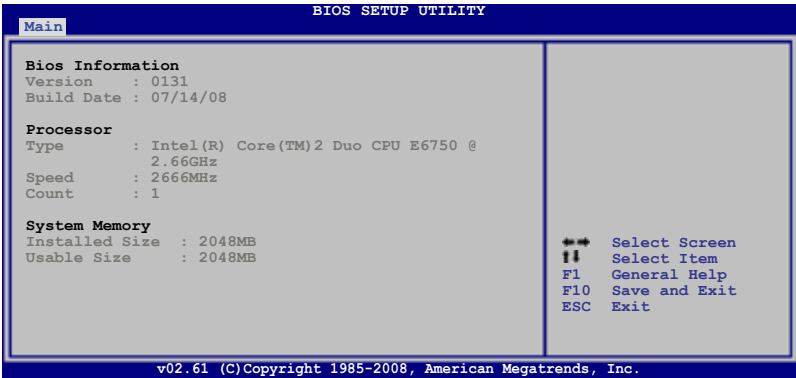 BIOS SETUP UTILITY
Main
Bios Information
Version : 0131
Build Date : 07/14/08
Processor
Type : Intel(R) Core(TM)2 Duo CPU E6750 @
2.66GHz
Speed : 2666MHz
Count : 1
System Memory
Installed Size : 2048MB
Usable Size : 2048MB
←→ Select Screen
↑↓ Select Item
F1 General Help
F10 Save and Exit
ESC Exit
v02.61 (C)Copyright 1985-2008, American Megatrends, Inc.